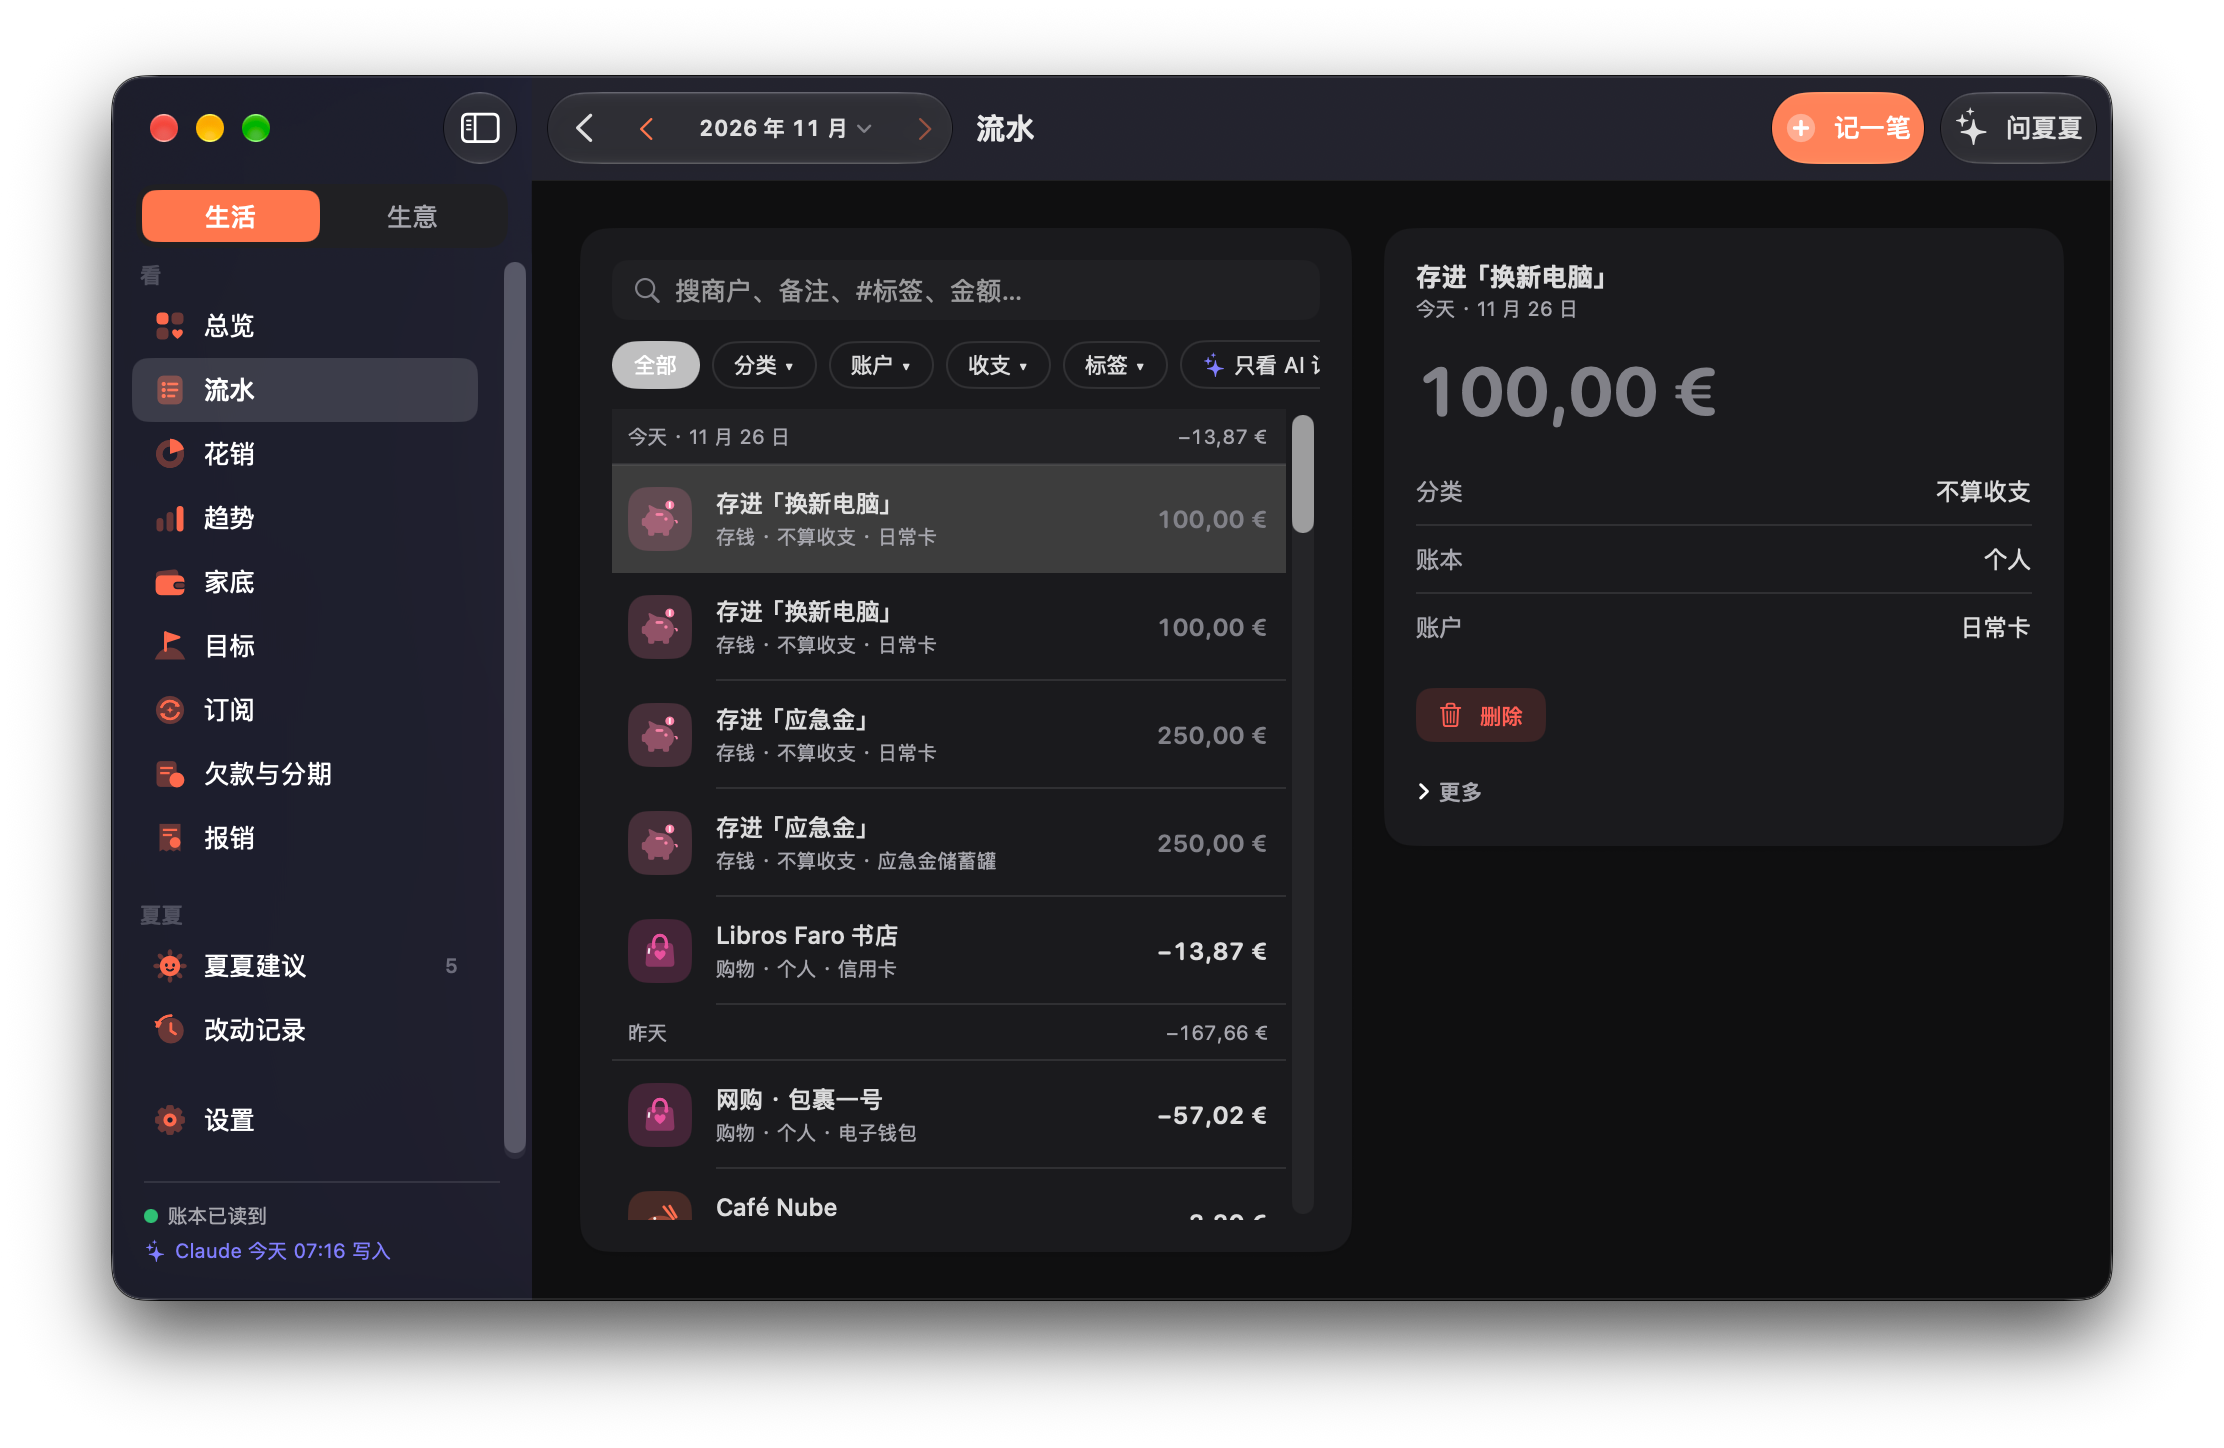 2026 年 11 月
流水
记一笔
问夏夏
生活
生意
看
总览
流水
花销
趋势
家底
目标
订阅
欠款与分期
报销
夏夏
夏夏建议
5
改动记录
设置
账本已读到
Claude 今天 07:16 写入
搜商户、备注、#标签、金额...
全部
分类 ▾
账户 ▾
收支 ▾
标签 ▾
只看 AI
今天 · 11 月 26 日
−13,87 €
存进「换新电脑」
存钱 · 不算收支 · 日常卡
100,00 €
存进「换新电脑」
存钱 · 不算收支 · 日常卡
100,00 €
存进「应急金」
存钱 · 不算收支 · 日常卡
250,00 €
存进「应急金」
存钱 · 不算收支 · 应急金储蓄罐
250,00 €
Libros Faro 书店
购物 · 个人 · 信用卡
−13,87 €
昨天
−167,66 €
网购 · 包裹一号
购物 · 个人 · 电子钱包
−57,02 €
Café Nube
存进「换新电脑」
今天 · 11 月 26 日
100,00 €
分类
不算收支
账本
个人
账户
日常卡
删除
更多